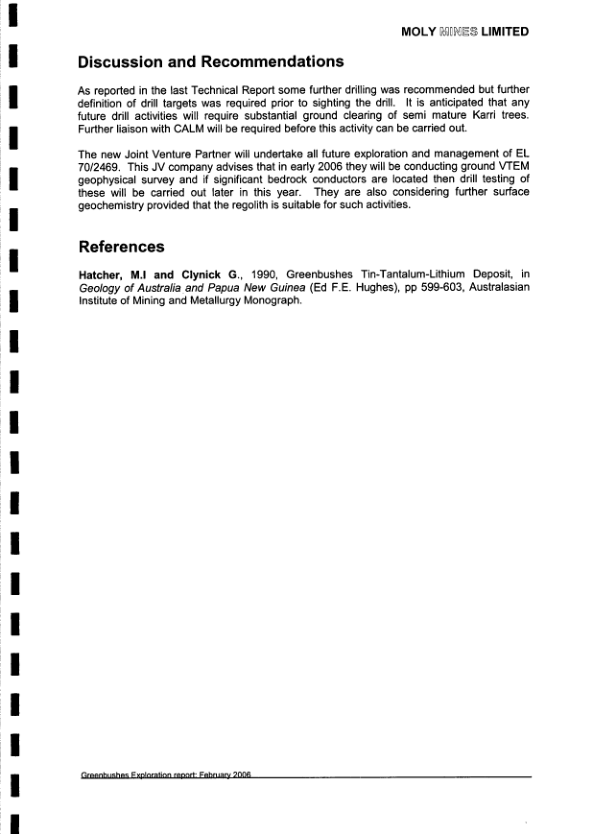 MOLY MINES LIMITED
Discussion and Recommendations
As reported in the last Technical Report some further drilling was recommended but further
definition of drill targets was required prior to sighting the drill. It is anticipated that any
future drill activities will require substantial ground clearing of semi mature Karri trees.
Further liaison with CALM will be required before this activity can be carried out.
The new Joint Venture Partner will undertake all future exploration and management of EL
70/2469. This JV company advises that in early 2006 they will be conducting ground VTEM
geophysical survey and if significant bedrock conductors are located then drill testing of
these will be carried out later in this year. They are also considering further surface
geochemistry provided that the regolith is suitable for such activities.
References
Hatcher, M.I and Clynick G., 1990, Greenbushes Tin-Tantalum-Lithium Deposit, in
Geology of Australia and Papua New Guinea (Ed F.E. Hughes), pp 599-603, Australasian
Institute of Mining and Metallurgy Monograph.
Greenbushes Exploration report: February 2006